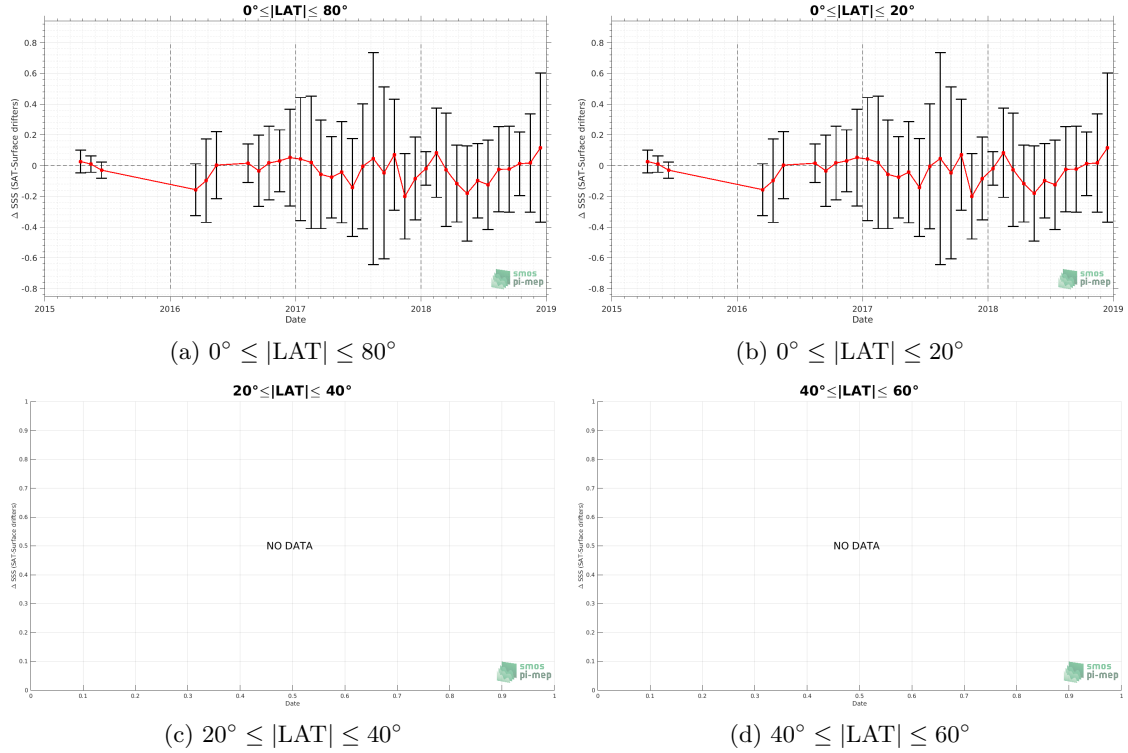 0°≤|LAT|≤ 80°
Δ SSS (SAT-Surface drifters)
0.8
0.6
0.4
0.2
0
-0.2
-0.4
-0.6
-0.8
2015 2016 2017 2018 2019
Date
smos
pi-mep
(a) 0° ≤ |LAT| ≤ 80°
0°≤|LAT|≤ 20°
Δ SSS (SAT-Surface drifters)
0.8
0.6
0.4
0.2
0
-0.2
-0.4
-0.6
-0.8
2015 2016 2017 2018 2019
Date
smos
pi-mep
(b) 0° ≤ |LAT| ≤ 20°
20°≤|LAT|≤ 40°
Δ SSS (SAT-Surface drifters)
1
0.9
0.8
0.7
0.6
0.5
0.4
0.3
0.2
0.1
0
NO DATA
0 0.1 0.2 0.3 0.4 0.5 0.6 0.7 0.8 0.9 1
Date
smos
pi-mep
(c) 20° ≤ |LAT| ≤ 40°
40°≤|LAT|≤ 60°
Δ SSS (SAT-Surface drifters)
1
0.9
0.8
0.7
0.6
0.5
0.4
0.3
0.2
0.1
0
NO DATA
0 0.1 0.2 0.3 0.4 0.5 0.6 0.7 0.8 0.9 1
Date
smos
pi-mep
(d) 40° ≤ |LAT| ≤ 60°